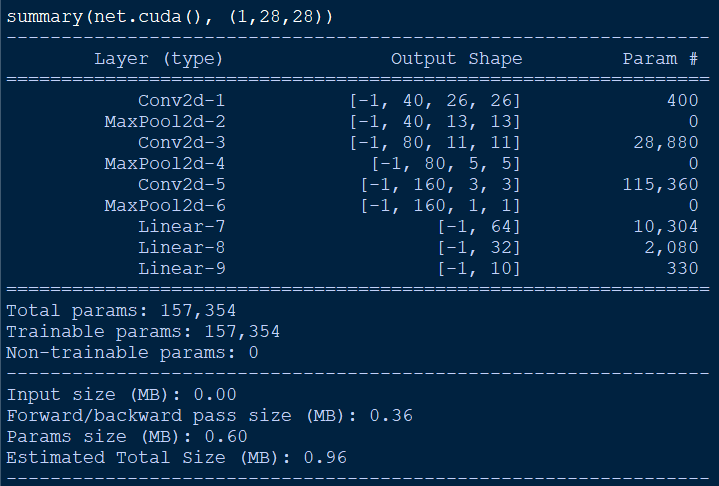 summary(net.cuda(), (1,28,28))
----------------------------------------------------------------
Layer (type) Output Shape Param #
================================================================
Conv2d-1 [-1, 40, 26, 26] 400
MaxPool2d-2 [-1, 40, 13, 13] 0
Conv2d-3 [-1, 80, 11, 11] 28,880
MaxPool2d-4 [-1, 80, 5, 5] 0
Conv2d-5 [-1, 160, 3, 3] 115,360
MaxPool2d-6 [-1, 160, 1, 1] 0
Linear-7 [-1, 64] 10,304
Linear-8 [-1, 32] 2,080
Linear-9 [-1, 10] 330
================================================================
Total params: 157,354
Trainable params: 157,354
Non-trainable params: 0
----------------------------------------------------------------
Input size (MB): 0.00
Forward/backward pass size (MB): 0.36
Params size (MB): 0.60
Estimated Total Size (MB): 0.96
----------------------------------------------------------------